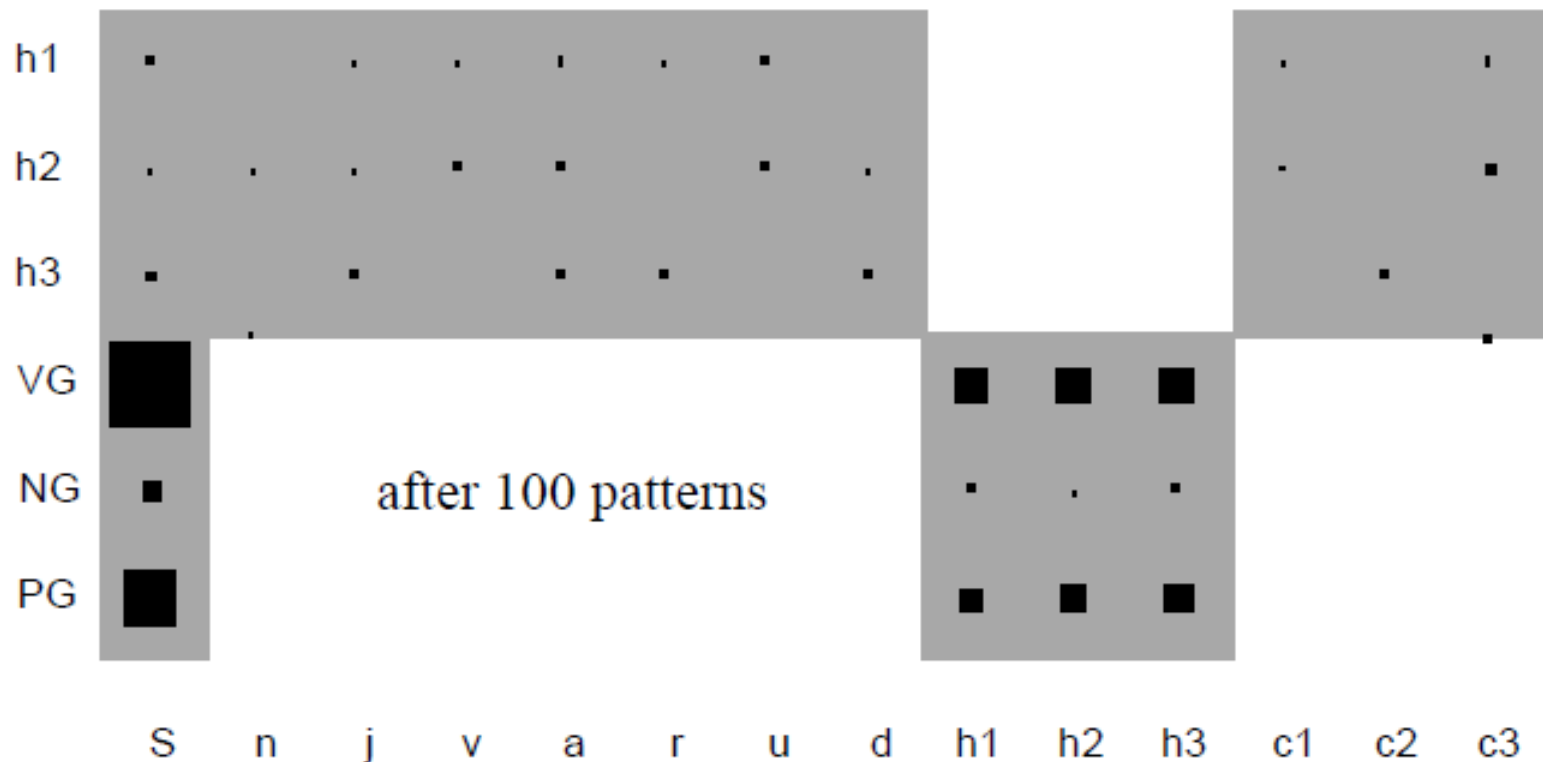 h1
h2
h3
VG
NG
after 100 patterns
PG
S n j v a r u d h1 h2 h3 c1 c2 c3